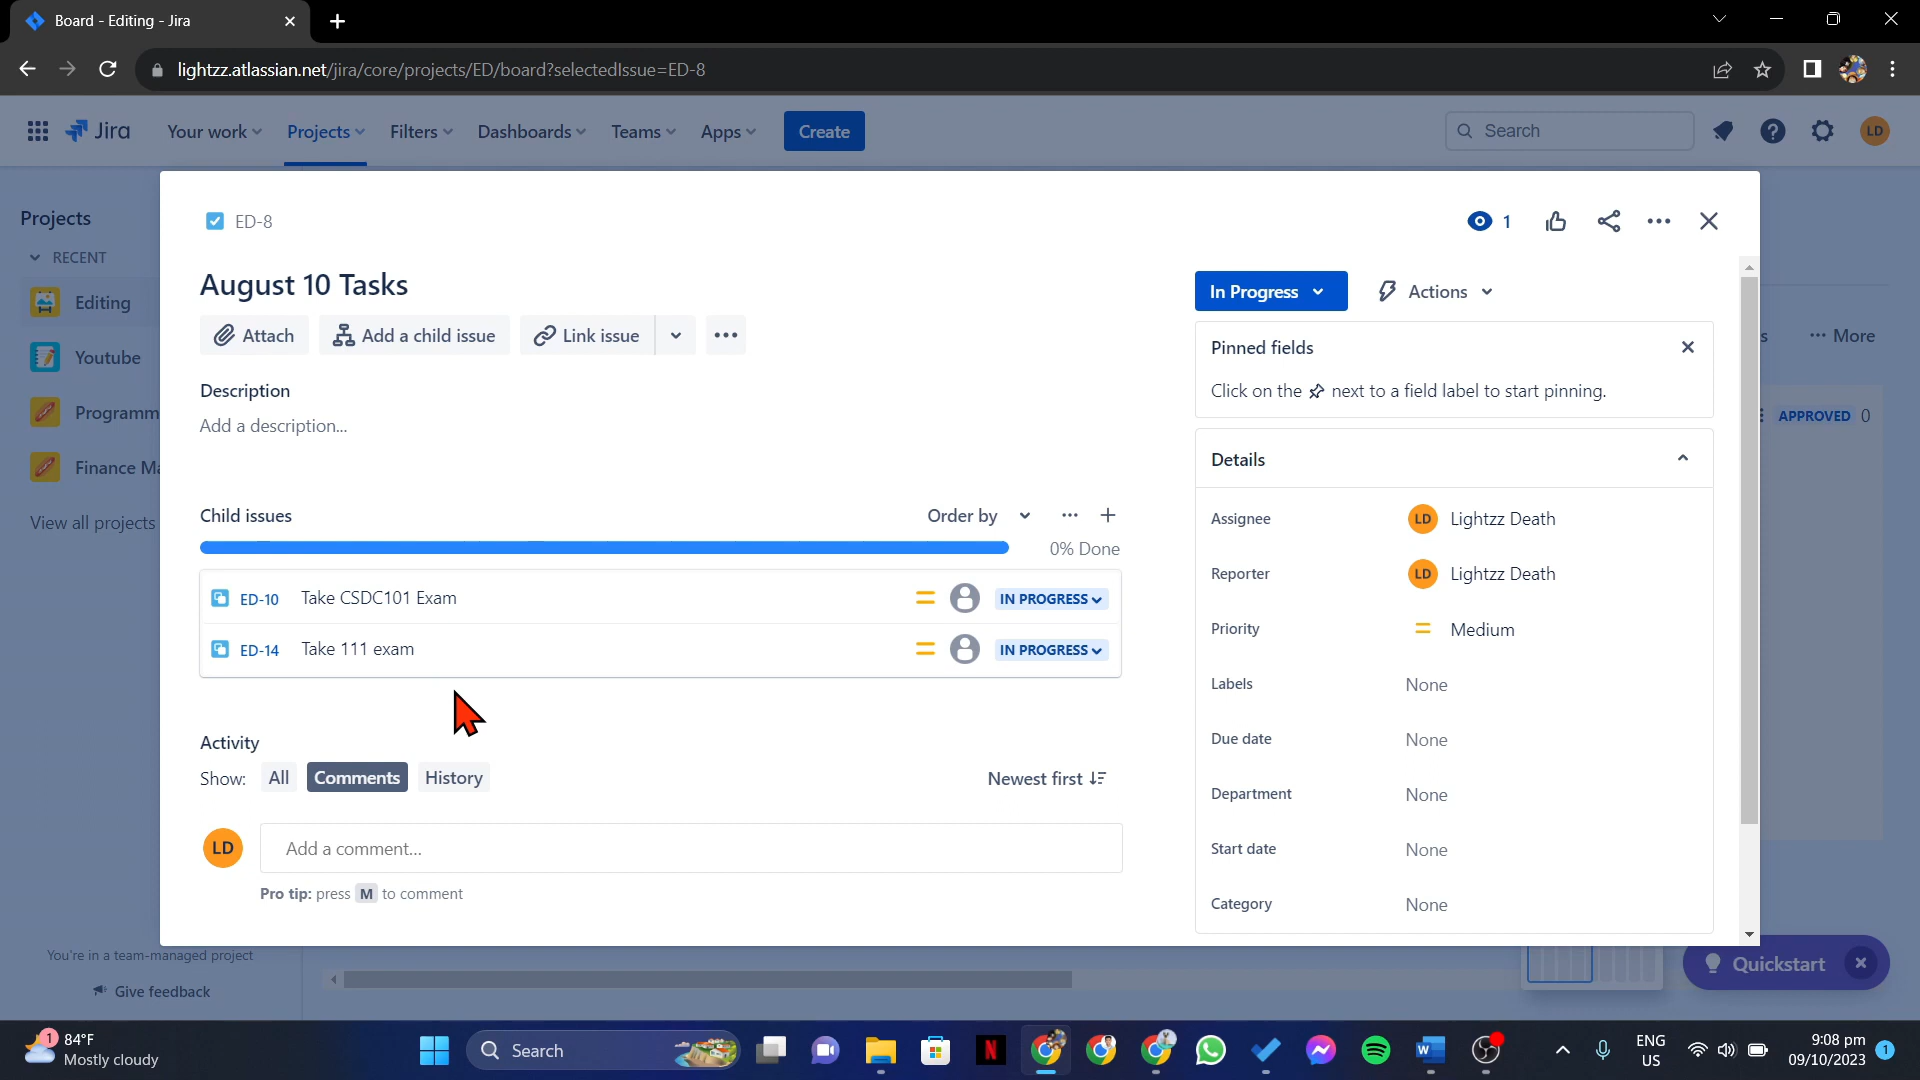 Board - Editing - Jira
lightzz.atlassian.net/jira/core/projects/ED/board?selectedIssue=ED-8
Jira Your work Projects Filters Dashboards Teams Apps Create Search LD
Projects
RECENT
Editing
Youtube
Programm
Finance Ma
View all projects
You're in a team-managed project
Give feedback
ED-8
1
August 10 Tasks
Attach Add a child issue Link issue
Description
Add a description...
Child issues Order by
0% Done
ED-10 Take CSDC101 Exam IN PROGRESS
ED-14 Take 111 exam IN PROGRESS
Activity
Show: All Comments History Newest first
LD Add a comment...
Pro tip: press M to comment
In Progress Actions
Pinned fields
Click on the next to a field label to start pinning.
Details
Assignee LD Lightzz Death
Reporter LD Lightzz Death
Priority Medium
Labels None
Due date None
Department None
Start date None
Category None
s ··· More
APPROVED 0
Quickstart
1 84°F
Mostly cloudy
Search
N
W
ENG
US
9:08 pm
09/10/2023
1